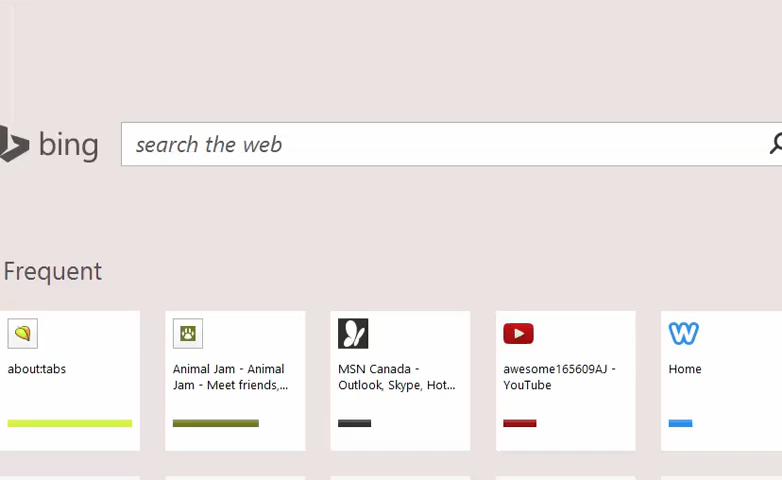 bing
search the web
Frequent
about:tabs
Animal Jam - Animal
Jam - Meet friends,...
MSN Canada -
Outlook, Skype, Hot...
awesome165609AJ -
YouTube
Home